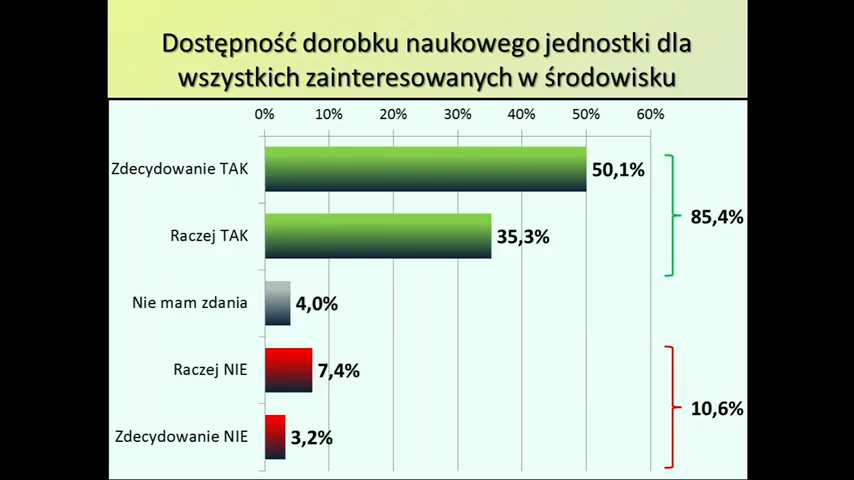 Dostępność dorobku naukowego jednostki dla
wszystkich zainteresowanych w środowisku
0% 10% 20% 30% 40% 50% 60%
Zdecydowanie TAK 50,1%
85,4%
Raczej TAK 35,3%
Nie mam zdania 4,0%
Raczej NIE 7,4%
10,6%
Zdecydowanie NIE 3,2%